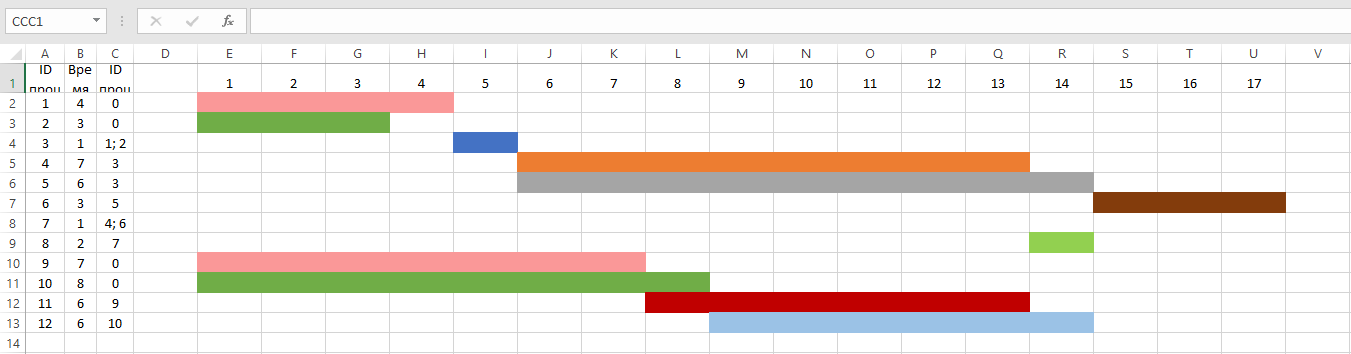 CCC1 fx
A B C D E F G H I J K L M N O P Q R S T U V
ID Вре ID
1 проц мя проц 1 2 3 4 5 6 7 8 9 10 11 12 13 14 15 16 17
2 1 4 0
3 2 3 0
4 3 1 1; 2
5 4 7 3
6 5 6 3
7 6 3 5
8 7 1 4; 6
9 8 2 7
10 9 7 0
11 10 8 0
12 11 6 9
13 12 6 10
14